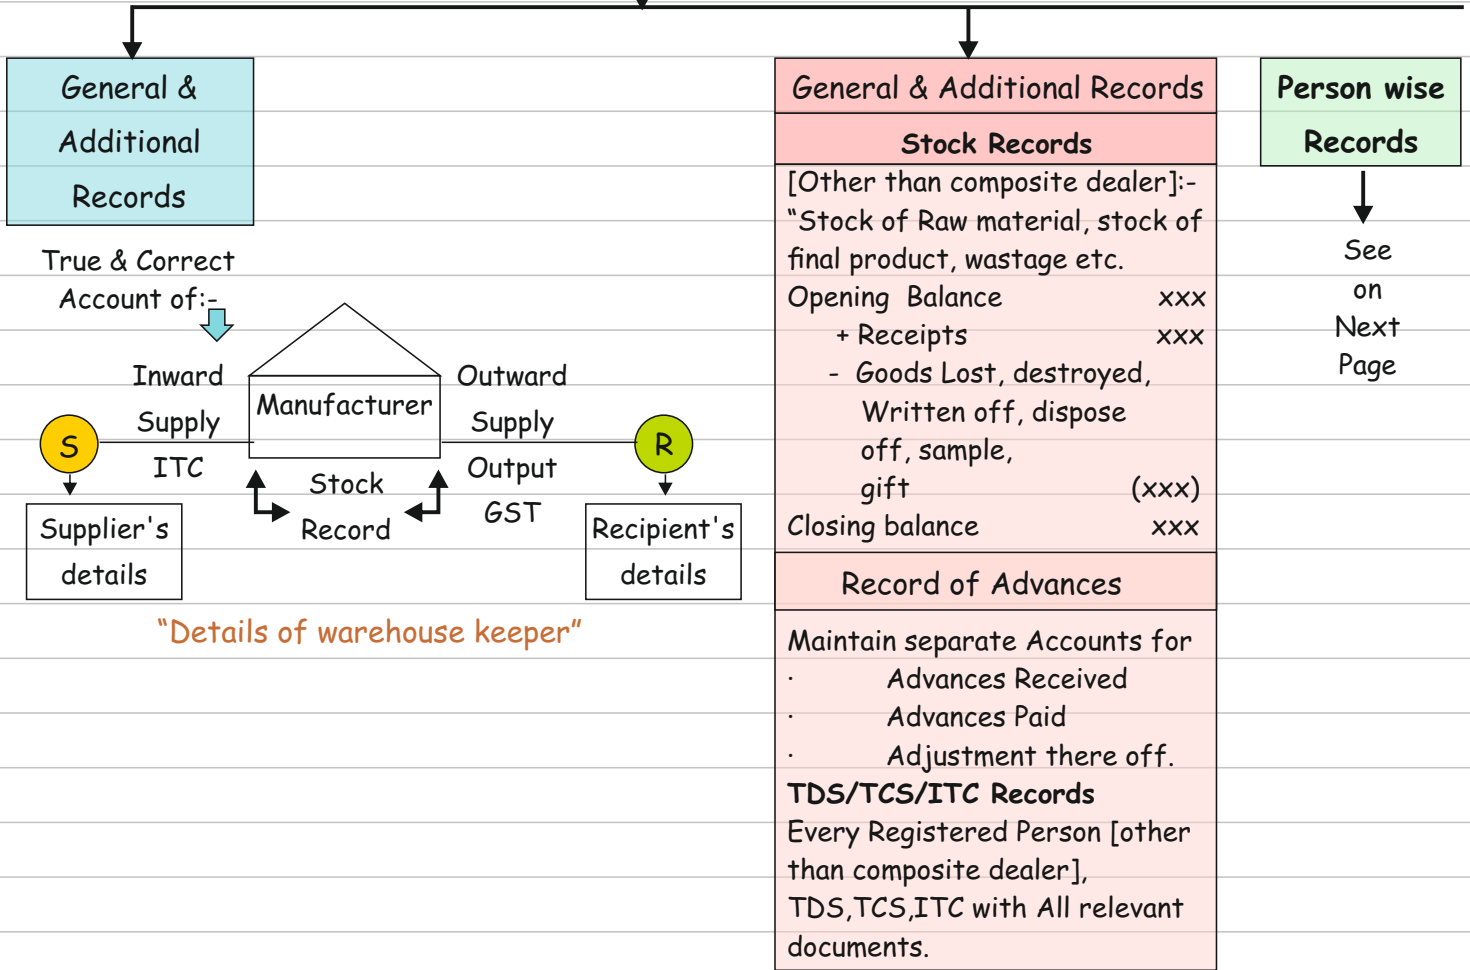 General &
Additional
Records
True & Correct
Account of:-
Inward
Supply
ITC
S
Supplier's
details
Manufacturer
Stock
Record
Outward
Supply
Output
GST
R
Recipient's
details
“Details of warehouse keeper”
General & Additional Records
Stock Records
[Other than composite dealer]:-
“Stock of Raw material, stock of
final product, wastage etc.
Opening Balance xxx
+ Receipts xxx
- Goods Lost, destroyed,
Written off, dispose
off, sample,
gift (xxx)
Closing balance xxx
Record of Advances
Maintain separate Accounts for
· Advances Received
· Advances Paid
· Adjustment there off.
TDS/TCS/ITC Records
Every Registered Person [other
than composite dealer],
TDS,TCS,ITC with All relevant
documents.
Person wise
Records
See
on
Next
Page